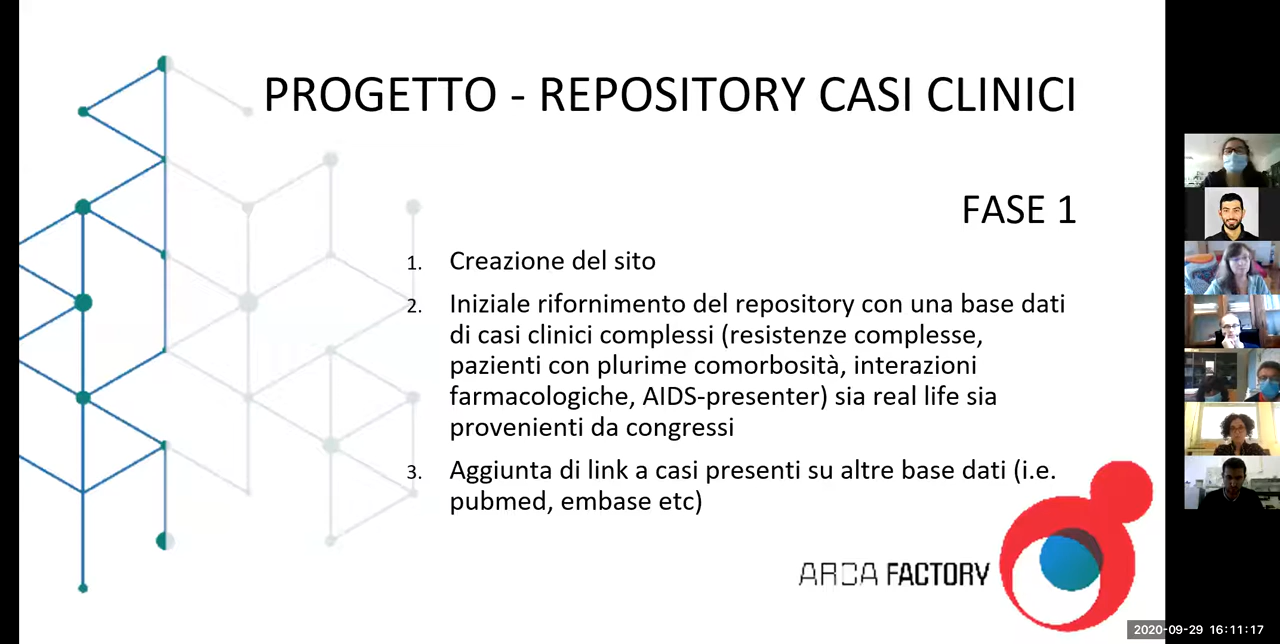 PROGETTO - REPOSITORY CASI CLINICI
FASE 1
1. Creazione del sito
2. Iniziale rifornimento del repository con una base dati
di casi clinici complessi (resistenze complesse,
pazienti con plurime comorbosità, interazioni
farmacologiche, AIDS-presenter) sia real life sia
provenienti da congressi
3. Aggiunta di link a casi presenti su altre base dati (i.e.
pubmed, embase etc)
ARCA FACTORY
2020-09-29 16:11:17